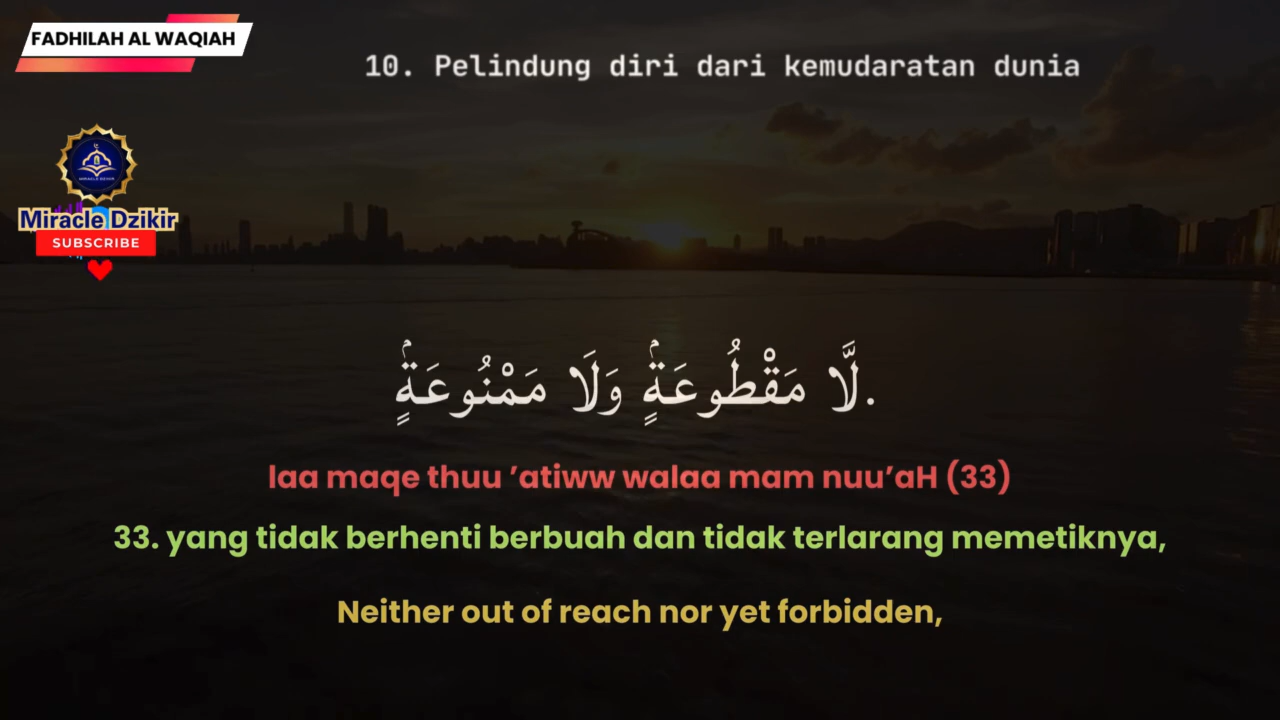 FADHILAH AL WAQIAH
10. Pelindung diri dari kemudaratan dunia
MIRACLE DZIKIR
Miracle Dzikir
SUBSCRIBE
لَّا مَقْطُوعَةٍۢ وَلَا مَمْنُوعَةٍۢ.
laa maqe thuu ’atiww walaa mam nuu’aH (33)
33. yang tidak berhenti berbuah dan tidak terlarang memetiknya,
Neither out of reach nor yet forbidden,